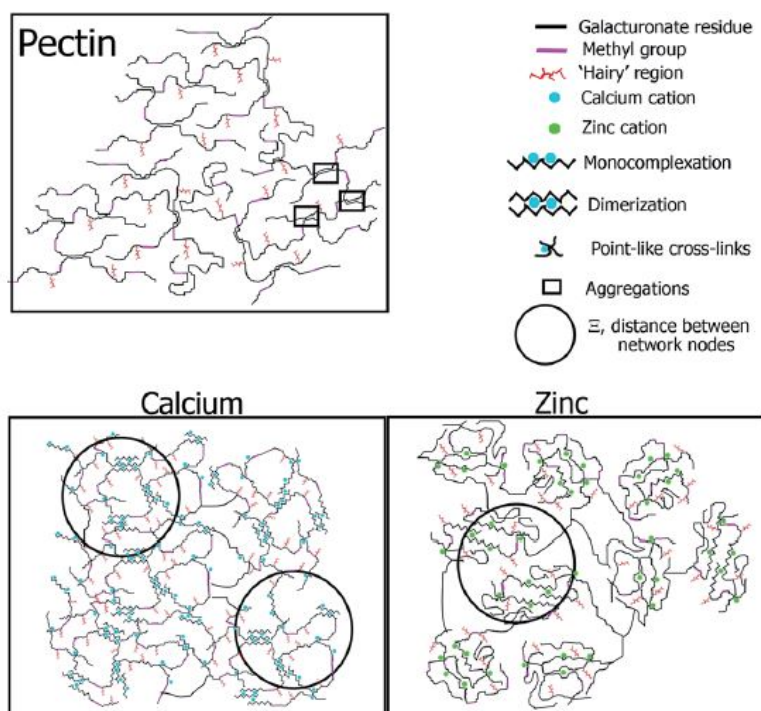 Pectin
Galacturonate residue
Methyl group
‘Hairy’ region
Calcium cation
Zinc cation
Monocomplexation
Dimerization
Point-like cross-links
Aggregations
Ξ, distance between
network nodes
Calcium
Zinc